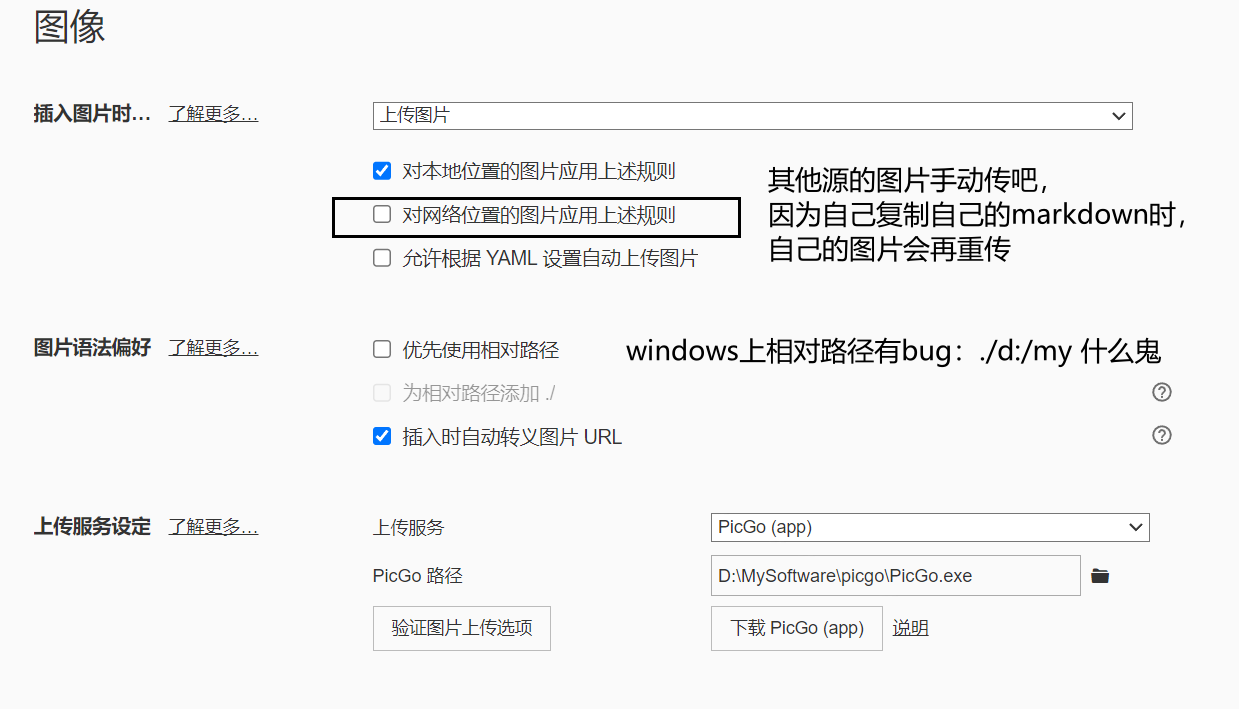 图像
插入图片时... 了解更多...
上传图片
对本地位置的图片应用上述规则
对网络位置的图片应用上述规则
允许根据 YAML 设置自动上传图片
其他源的图片手动传吧，
因为自己复制自己的markdown时，
自己的图片会再重传
图片语法偏好 了解更多...
优先使用相对路径
windows上相对路径有bug：./d:/my 什么鬼
为相对路径添加 ./
插入时自动转义图片 URL
上传服务设定 了解更多...
上传服务
PicGo (app)
PicGo 路径
D:\MySoftware\picgo\PicGo.exe
验证图片上传选项
下载 PicGo (app)
说明